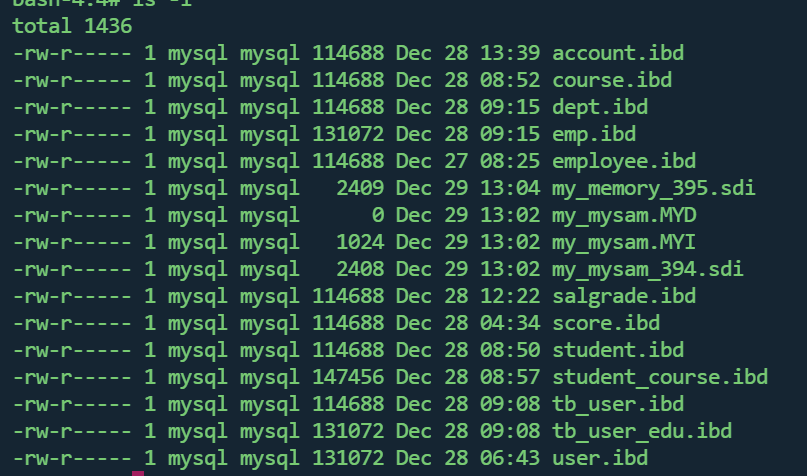 bash-4.4# ls -l
total 1436
-rw-r----- 1 mysql mysql 114688 Dec 28 13:39 account.ibd
-rw-r----- 1 mysql mysql 114688 Dec 28 08:52 course.ibd
-rw-r----- 1 mysql mysql 114688 Dec 28 09:15 dept.ibd
-rw-r----- 1 mysql mysql 131072 Dec 28 09:15 emp.ibd
-rw-r----- 1 mysql mysql 114688 Dec 27 08:25 employee.ibd
-rw-r----- 1 mysql mysql   2409 Dec 29 13:04 my_memory_395.sdi
-rw-r----- 1 mysql mysql      0 Dec 29 13:02 my_mysam.MYD
-rw-r----- 1 mysql mysql   1024 Dec 29 13:02 my_mysam.MYI
-rw-r----- 1 mysql mysql   2408 Dec 29 13:02 my_mysam_394.sdi
-rw-r----- 1 mysql mysql 114688 Dec 28 12:22 salgrade.ibd
-rw-r----- 1 mysql mysql 114688 Dec 28 04:34 score.ibd
-rw-r----- 1 mysql mysql 114688 Dec 28 08:50 student.ibd
-rw-r----- 1 mysql mysql 147456 Dec 28 08:57 student_course.ibd
-rw-r----- 1 mysql mysql 114688 Dec 28 09:08 tb_user.ibd
-rw-r----- 1 mysql mysql 131072 Dec 28 09:08 tb_user_edu.ibd
-rw-r----- 1 mysql mysql 131072 Dec 28 06:43 user.ibd